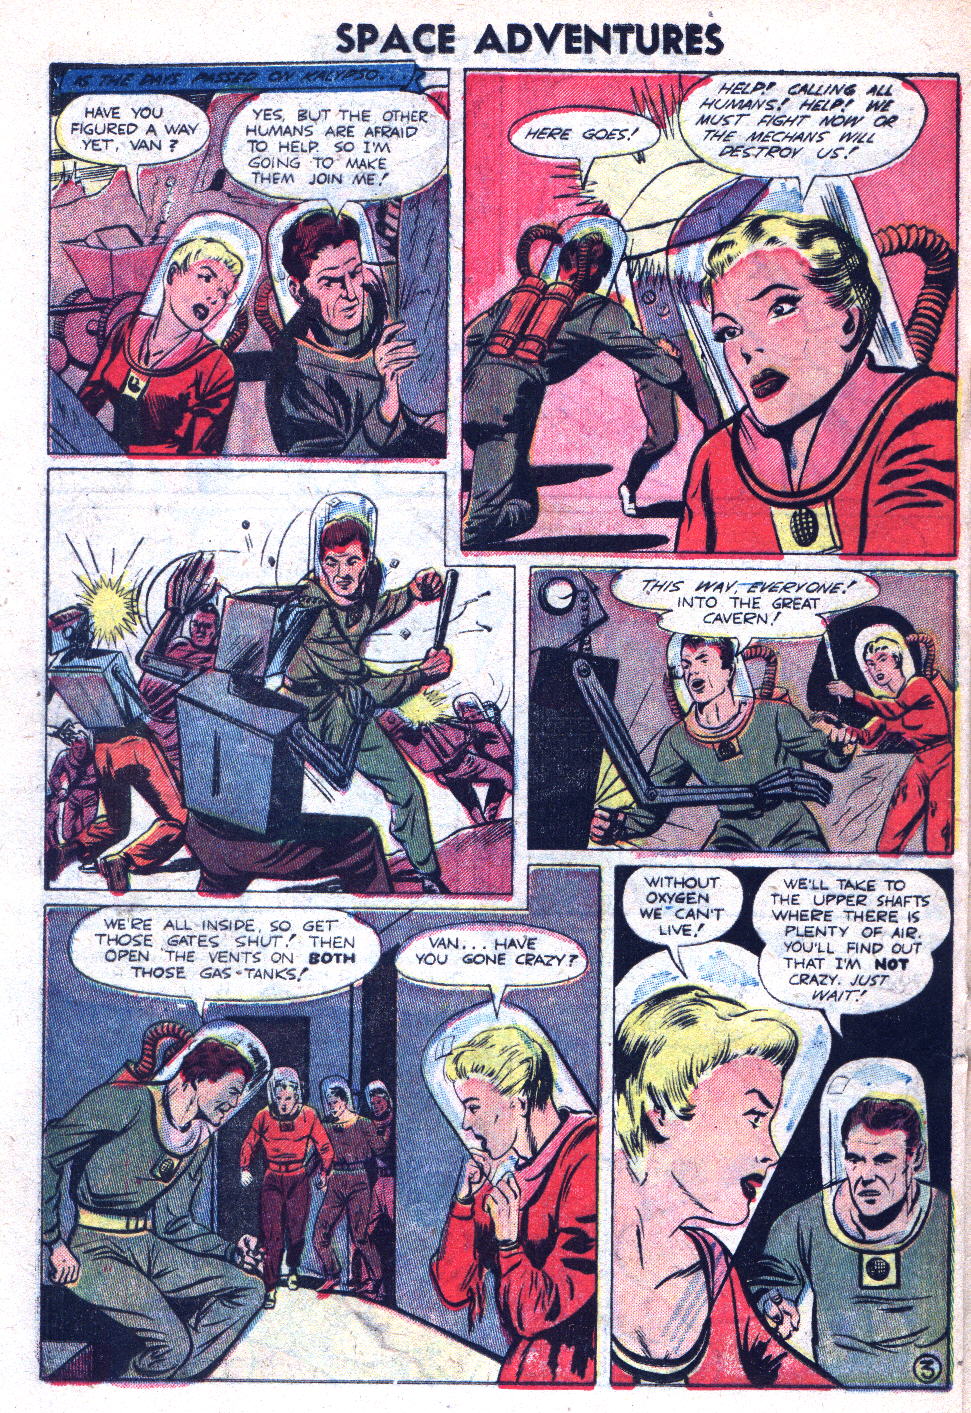 SPACE ADVENTURES
AS THE DAYS PASSED ON KALYPSO...
HAVE YOU
FIGURED A WAY
YET, VAN?
YES, BUT THE OTHER
HUMANS ARE AFRAID
TO HELP. SO I'M
GOING TO MAKE
THEM JOIN ME!
HERE GOES!
HELP! CALLING ALL
HUMANS! HELP! WE
MUST FIGHT NOW OR
THE MECHANS WILL
DESTROY US!
THIS WAY, EVERYONE!
INTO THE GREAT
CAVERN!
WE'RE ALL INSIDE, SO GET
THOSE GATES SHUT! THEN
OPEN THE VENTS ON BOTH
THOSE GAS-TANKS!
VAN... HAVE
YOU GONE CRAZY?
WITHOUT
OXYGEN
WE CAN'T
LIVE!
WE'LL TAKE TO
THE UPPER SHAFTS
WHERE THERE IS
PLENTY OF AIR.
YOU'LL FIND OUT
THAT I'M NOT
CRAZY. JUST
WAIT!
3